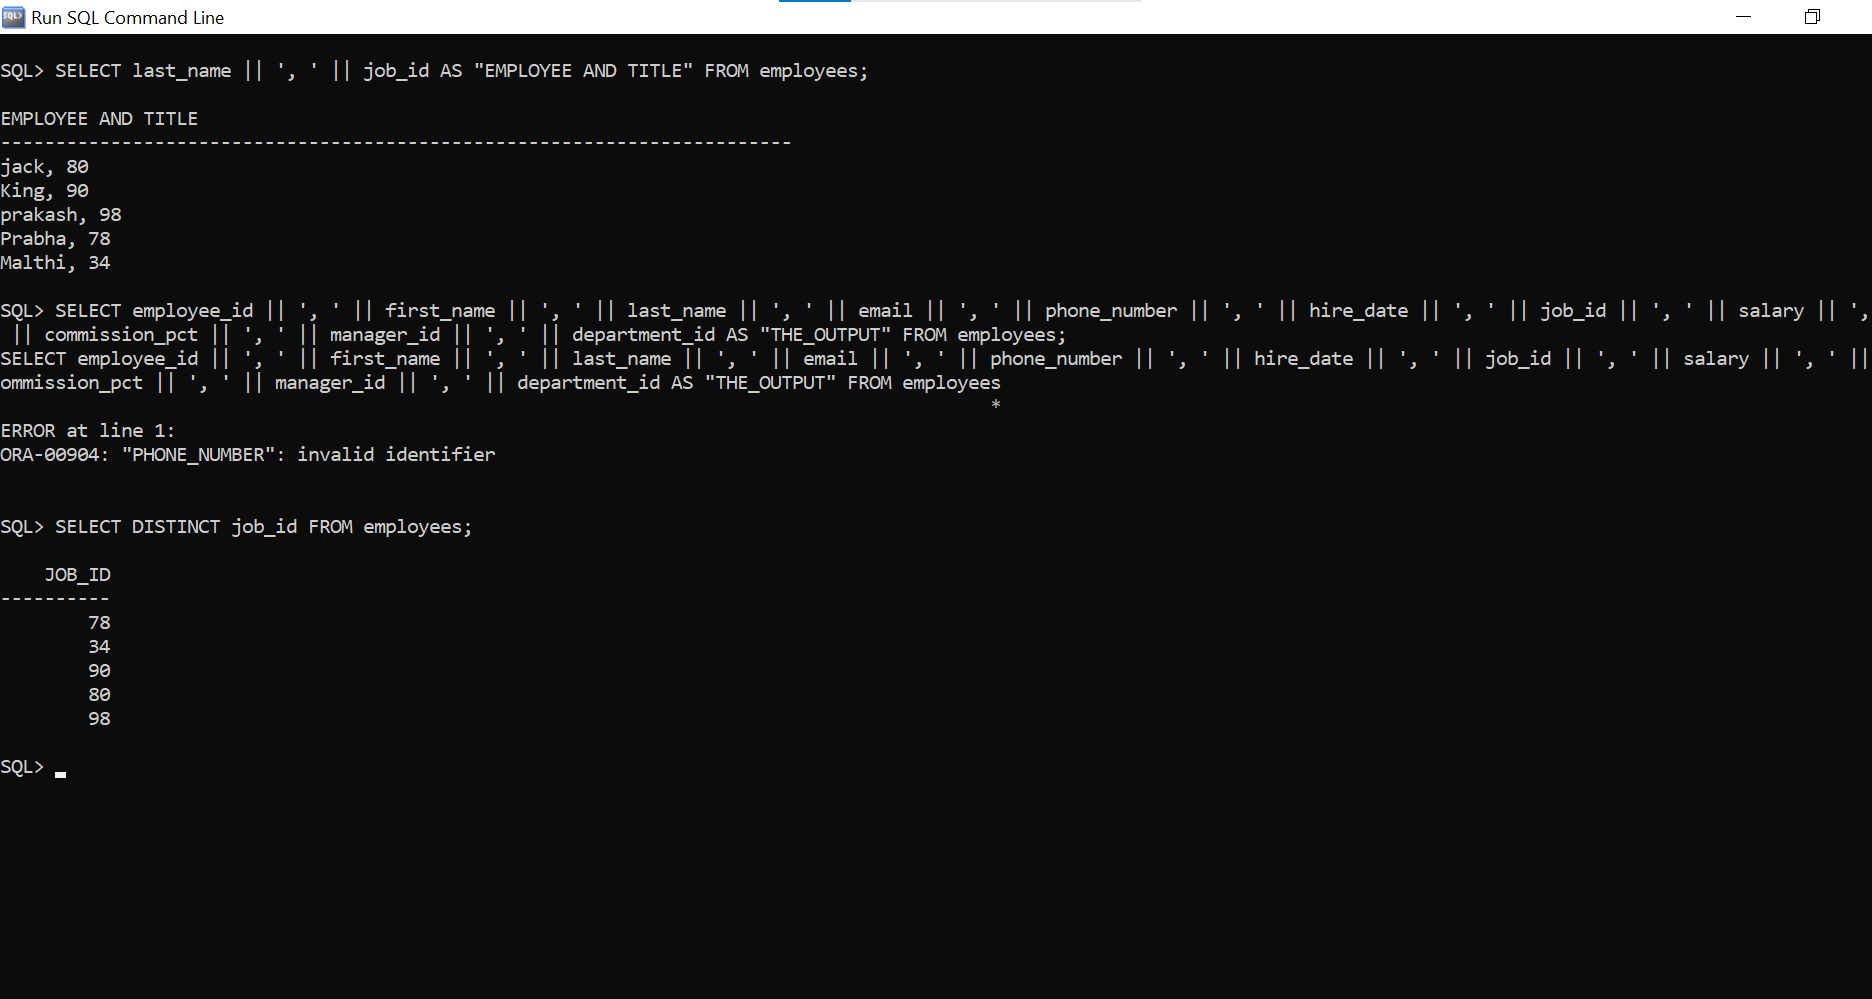 Run SQL Command Line
SQL> SELECT last_name || ', ' || job_id AS "EMPLOYEE AND TITLE" FROM employees;
EMPLOYEE AND TITLE
------------------------------------------------------------------------
jack, 80
King, 90
prakash, 98
Prabha, 78
Malthi, 34
SQL> SELECT employee_id || ', ' || first_name || ', ' || last_name || ', ' || email || ', ' || phone_number || ', ' || hire_date || ', ' || job_id || ', ' || salary || ',
|| commission_pct || ', ' || manager_id || ', ' || department_id AS "THE_OUTPUT" FROM employees;
SELECT employee_id || ', ' || first_name || ', ' || last_name || ', ' || email || ', ' || phone_number || ', ' || hire_date || ', ' || job_id || ', ' || salary || ', ' ||
ommission_pct || ', ' || manager_id || ', ' || department_id AS "THE_OUTPUT" FROM employees
*
ERROR at line 1:
ORA-00904: "PHONE_NUMBER": invalid identifier
SQL> SELECT DISTINCT job_id FROM employees;
JOB_ID
----------
78
34
90
80
98
SQL>